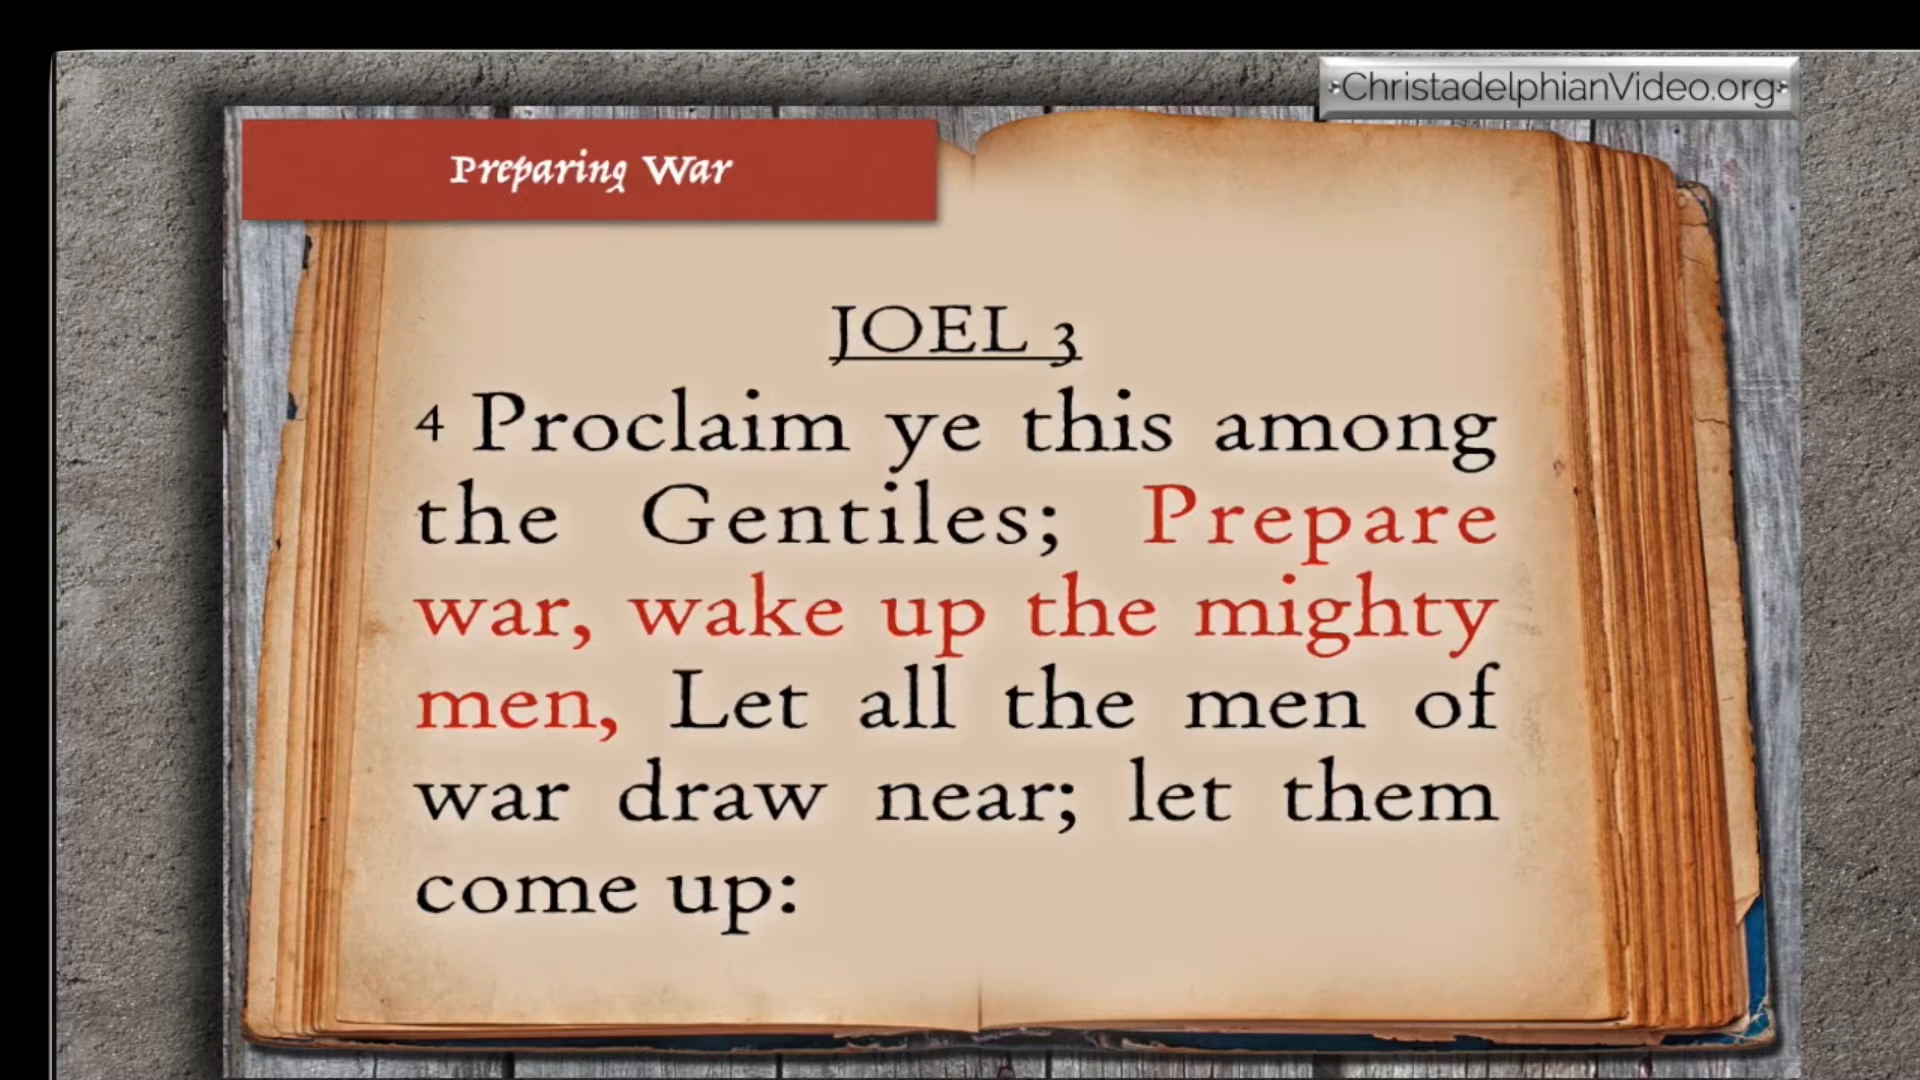 ChristadelphianVideo.org
Preparing War
JOEL 3
4 Proclaim ye this among
the Gentiles; Prepare
war, wake up the mighty
men, Let all the men of
war draw near; let them
come up: